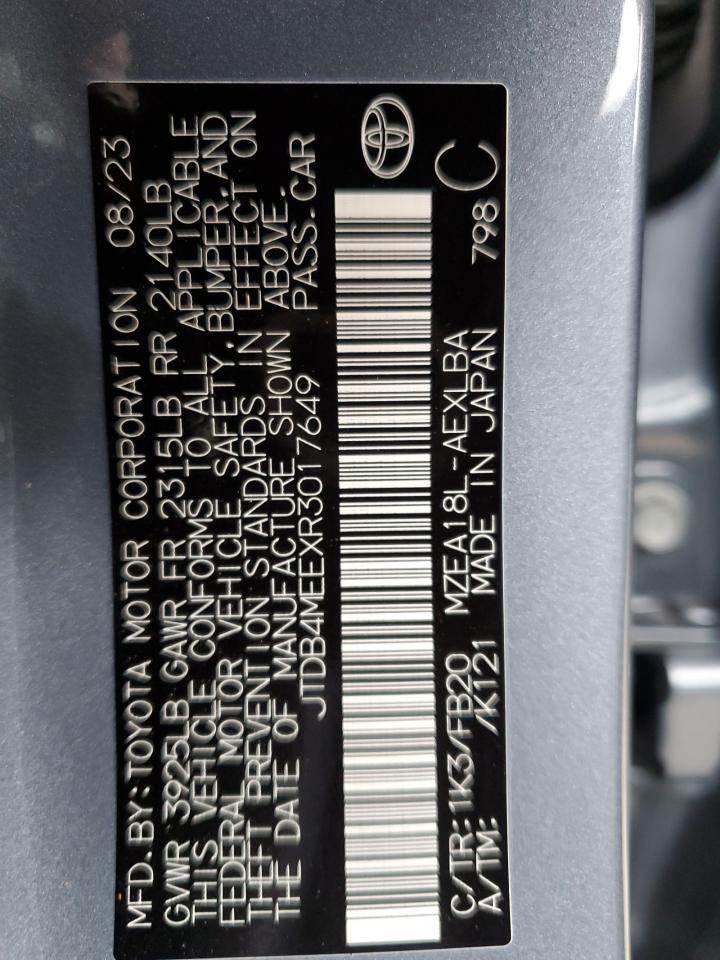 MFD.BY:TOYOTA MOTOR CORPORATION 08/23
GVWR 3925LB GAWR FR 2315LB RR 2140LB
THIS VEHICLE CONFORMS TO ALL APPLICABLE
FEDERAL MOTOR VEHICLE SAFETY, BUMPER, AND
THEFT PREVENTION STANDARDS IN EFFECT ON
THE DATE OF MANUFACTURE SHOWN ABOVE.
JTDB4MEEXR3017649 PASS.CAR
C/TR:1K3/FB20 MZEA18L-AEXLBA 798 C
A/TM: /K121 MADE IN JAPAN